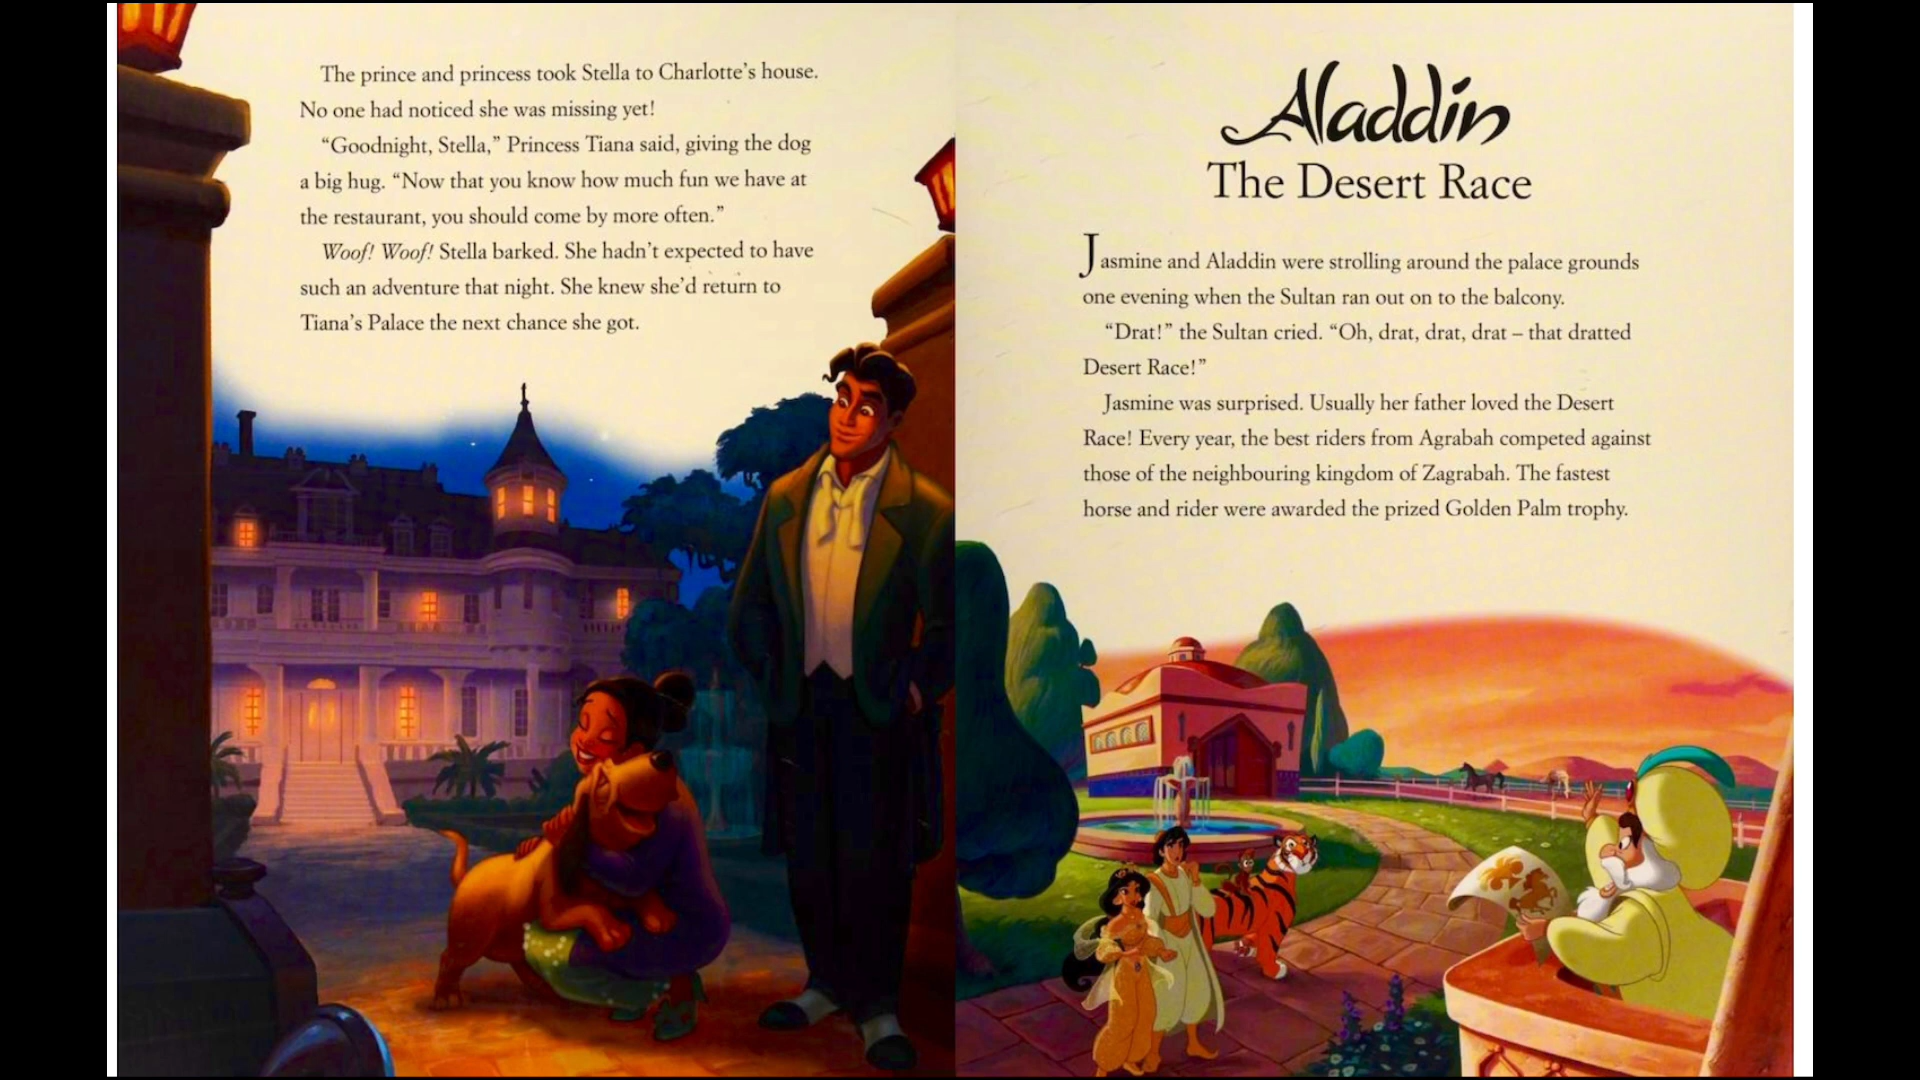 The prince and princess took Stella to Charlotte’s house.
No one had noticed she was missing yet!
“Goodnight, Stella,” Princess Tiana said, giving the dog
a big hug. “Now that you know how much fun we have at
the restaurant, you should come by more often.”
Woof! Woof! Stella barked. She hadn’t expected to have
such an adventure that night. She knew she’d return to
Tiana’s Palace the next chance she got.
Aladdin
The Desert Race
Jasmine and Aladdin were strolling around the palace grounds
one evening when the Sultan ran out on to the balcony.
“Drat!” the Sultan cried. “Oh, drat, drat, drat – that dratted
Desert Race!”
Jasmine was surprised. Usually her father loved the Desert
Race! Every year, the best riders from Agrabah competed against
those of the neighbouring kingdom of Zagrabah. The fastest
horse and rider were awarded the prized Golden Palm trophy.